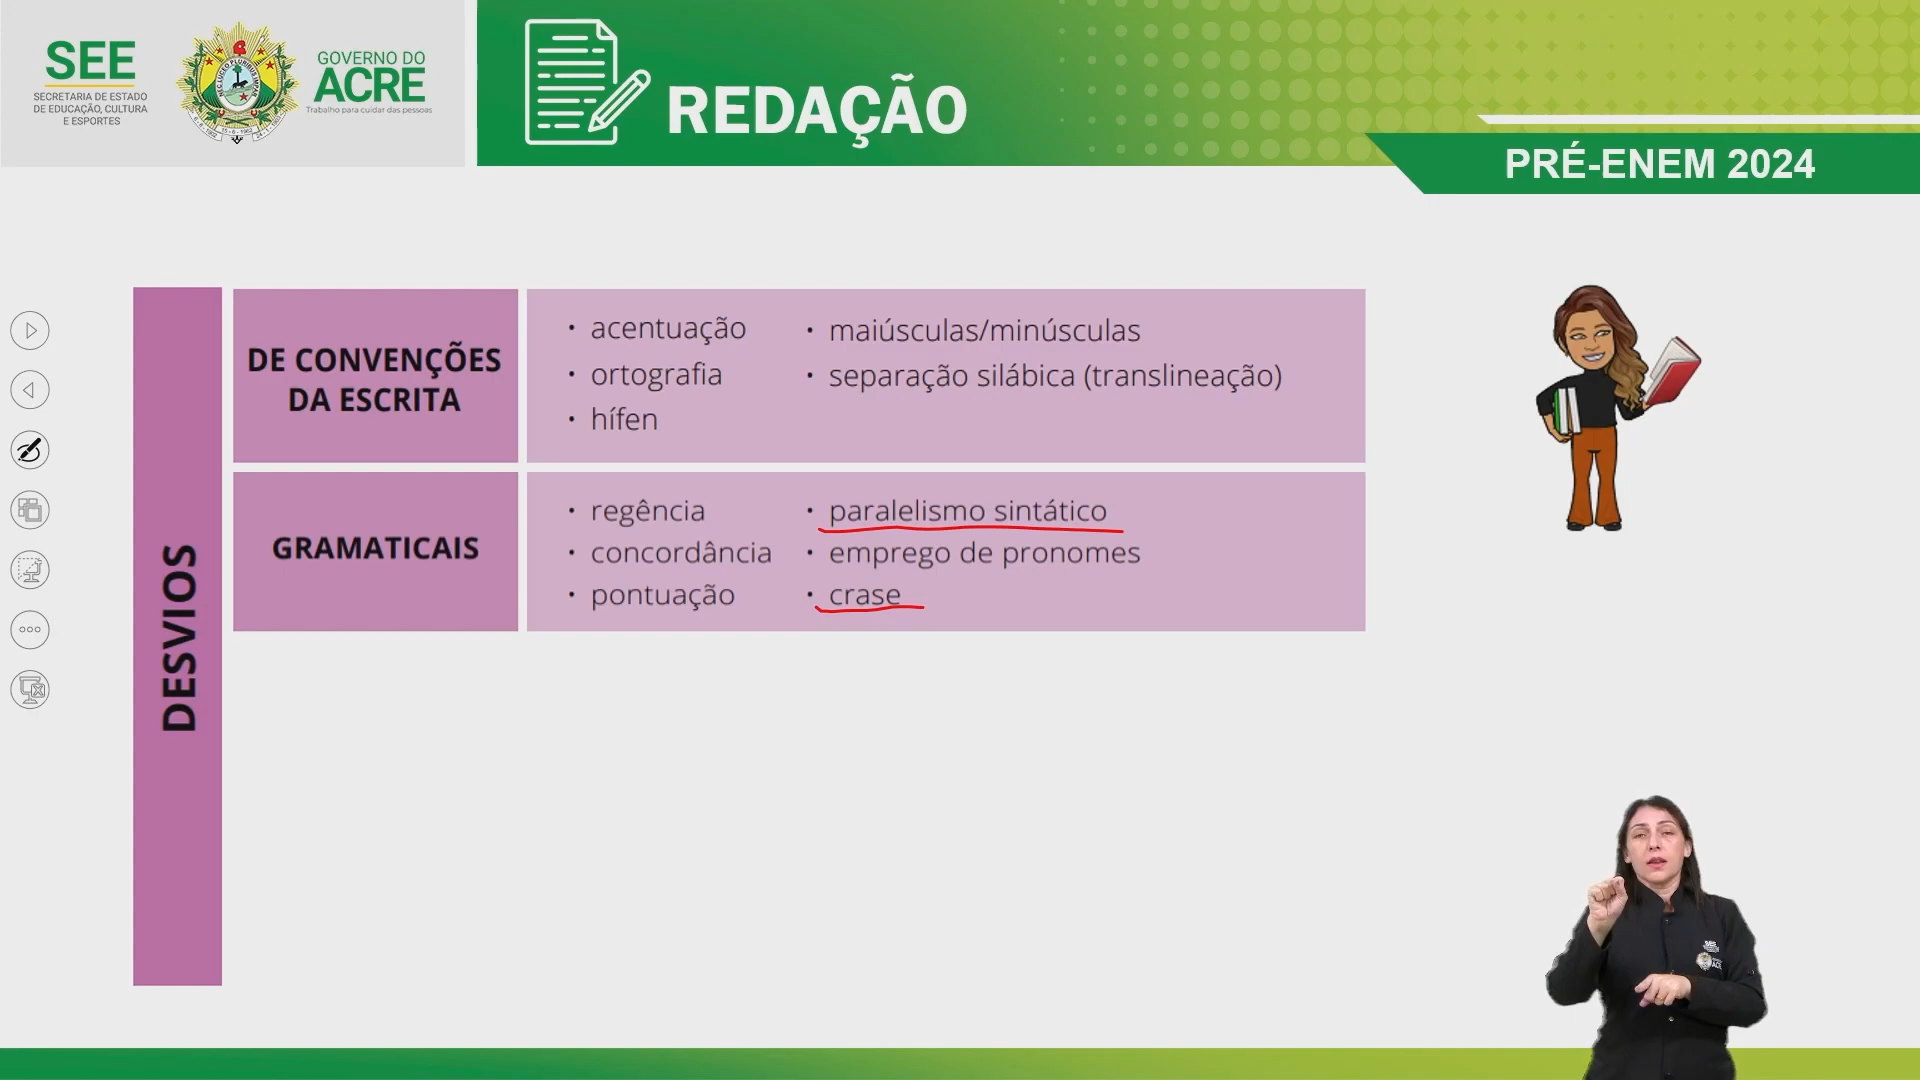 SEE
SECRETARIA DE ESTADO
DE EDUCAÇÃO, CULTURA
E ESPORTES
GOVERNO DO
ACRE
Trabalho para cuidar das pessoas
REDAÇÃO
PRÉ-ENEM 2024
DESVIOS
DE CONVENÇÕES
DA ESCRITA
• acentuação
• ortografia
• hífen
• maiúsculas/minúsculas
• separação silábica (translineação)
GRAMATICAIS
• regência
• concordância
• pontuação
• paralelismo sintático
• emprego de pronomes
• crase